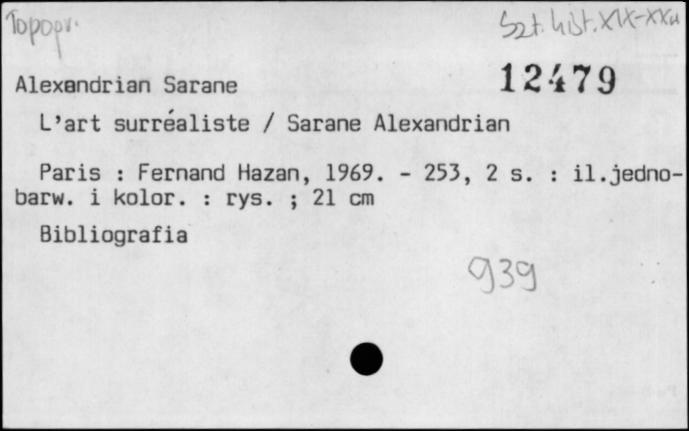 Topogr.
Szt. hist. XIX-XXw
12479
Alexandrian Sarane
L'art surréaliste / Sarane Alexandrian
Paris : Fernand Hazan, 1969. - 253, 2 s. : il.jedno-
barw. i kolor. : rys. ; 21 cm
Bibliografia
939